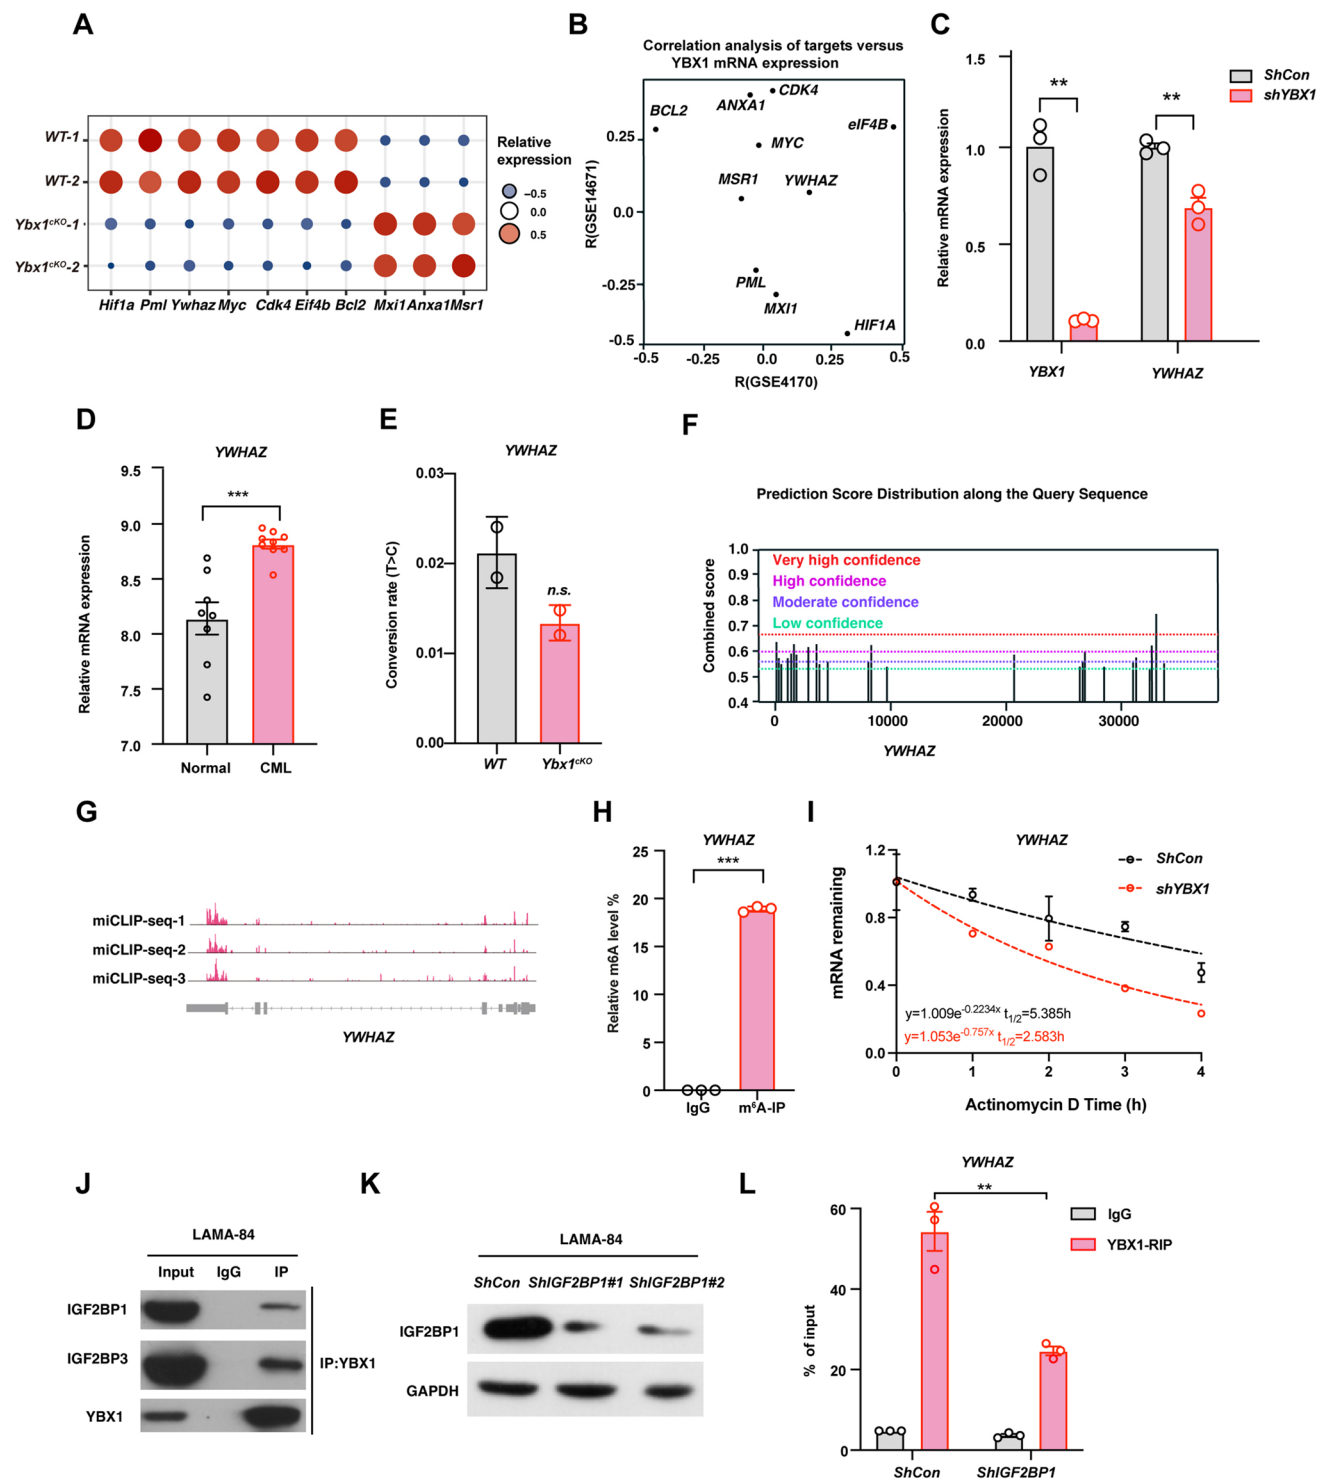 A
WT-1
WT-2
Ybx1cKO-1
Ybx1cKO-2
Hif1a Pml Ywhaz Myc Cdk4 Eif4b Bcl2 Mxi1 Anxa1 Msr1
Relative
expression
−0.5
0.0
0.5
B
Correlation analysis of targets versus
YBX1 mRNA expression
R(GSE14671)
0.25
0.0
-0.25
-0.5
BCL2
ANXA1
CDK4
eIF4B
MYC
MSR1
YWHAZ
PML
MXI1
HIF1A
-0.5 -0.25 0.0 0.25 0.5
R(GSE4170)
C
Relative mRNA expression
1.5
1.0
0.5
0.0
** **
YBX1 YWHAZ
ShCon
shYBX1
D
YWHAZ
Relative mRNA expression
9.5
9.0
8.5
8.0
7.5
7.0
***
Normal CML
E
YWHAZ
Conversion rate (T>C)
0.03
0.02
0.01
0.00
n.s.
WT Ybx1cKO
F
Prediction Score Distribution along the Query Sequence
Combined score
1.0
0.9
0.8
0.7
0.6
0.5
0.4
Very high confidence
High confidence
Moderate confidence
Low confidence
0 10000 20000 30000
YWHAZ
G
miCLIP-seq-1
miCLIP-seq-2
miCLIP-seq-3
YWHAZ
H
YWHAZ
Relative m6A level %
25
20
15
10
5
0
***
IgG m6A-IP
I
YWHAZ
mRNA remaining
1.2
0.8
0.4
0.0
ShCon
shYBX1
y=1.009e-0.2234x t1/2=5.385h
y=1.053e-0.757x t1/2=2.583h
0 1 2 3 4
Actinomycin D Time (h)
J
LAMA-84
Input IgG IP
IGF2BP1
IGF2BP3
YBX1
IP:YBX1
K
LAMA-84
ShCon ShIGF2BP1#1 ShIGF2BP1#2
IGF2BP1
GAPDH
L
YWHAZ
% of input
60
40
20
0
**
IgG
YBX1-RIP
ShCon ShIGF2BP1